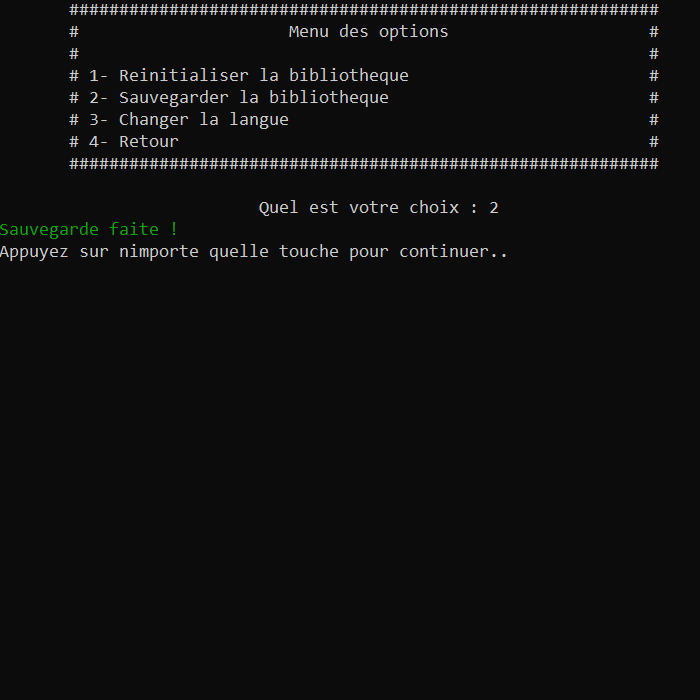 ###########################################################
# Menu des options #
# #
# 1- Reinitialiser la bibliotheque #
# 2- Sauvegarder la bibliotheque #
# 3- Changer la langue #
# 4- Retour #
###########################################################
Quel est votre choix : 2
Sauvegarde faite !
Appuyez sur nimporte quelle touche pour continuer..